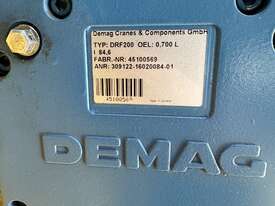 Demag Cranes & Components GmbH
TYP: DRF200 OEL: 0,700 L
i 84,6
FABR.-NR: 45100569
ANR: 309122-16020084-01
*45100569*
DEMAG